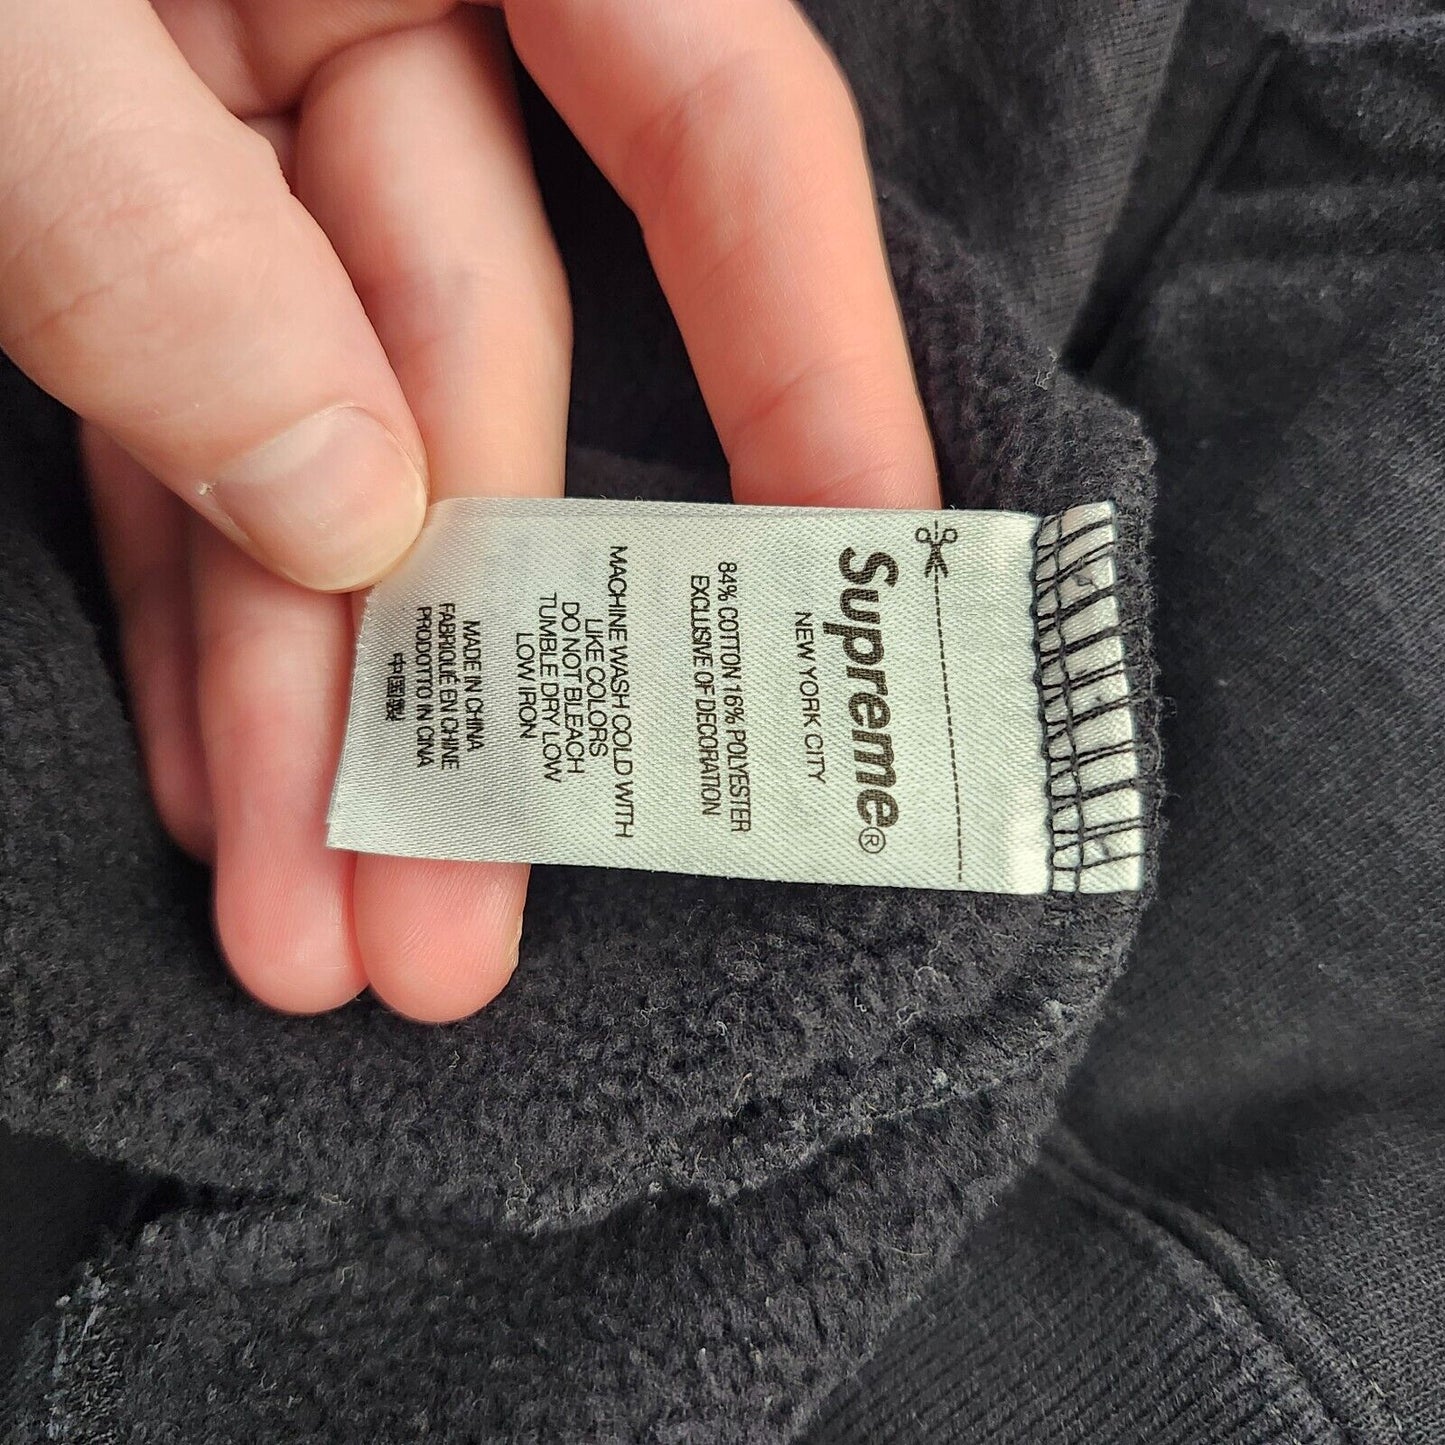 Supreme®
NEW YORK CITY
84% COTTON 16% POLYESTER
EXCLUSIVE OF DECORATION
MACHINE WASH COLD WITH
LIKE COLORS
DO NOT BLEACH
TUMBLE DRY LOW
LOW IRON
MADE IN CHINA
FABRIQUÉ EN CHINE
PRODOTTO IN CINA
中国製